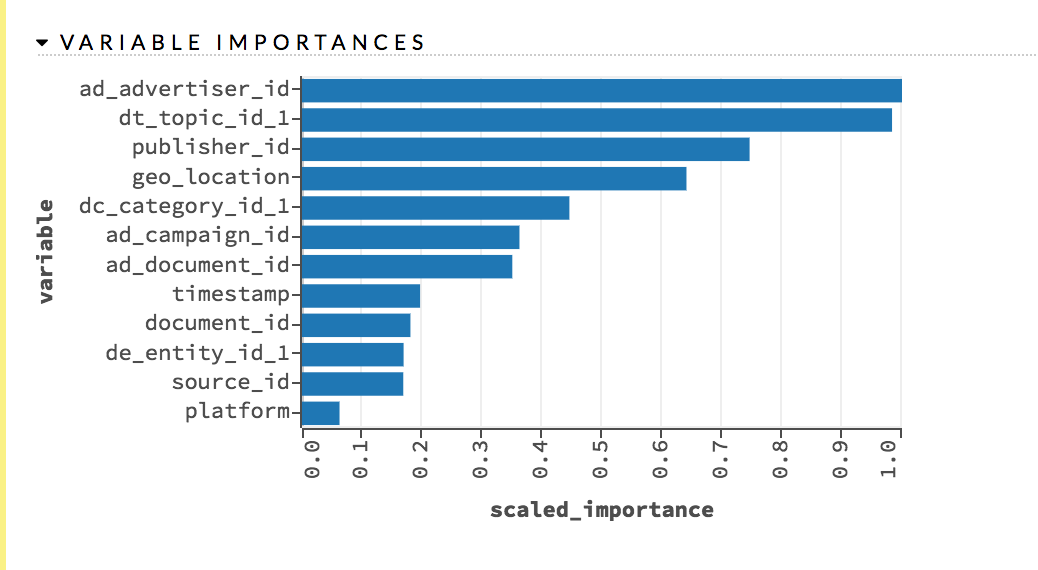 VARIABLE IMPORTANCES
variable
ad_advertiser_id
dt_topic_id_1
publisher_id
geo_location
dc_category_id_1
ad_campaign_id
ad_document_id
timestamp
document_id
de_entity_id_1
source_id
platform
0.0
0.1
0.2
0.3
0.4
0.5
0.6
0.7
0.8
0.9
1.0
scaled_importance